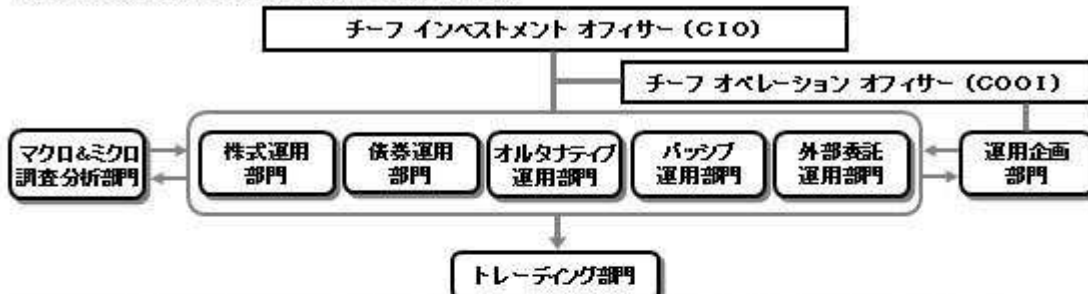 チーフ インベストメント オフィサー (CIO)
チーフ オペレーション オフィサー (COOI)
マクロ&ミクロ
調査分析部門
株式運用
部門
債券運用
部門
オルタナティブ
運用部門
パッシブ
運用部門
外部委託
運用部門
運用企画
部門
トレーディング部門